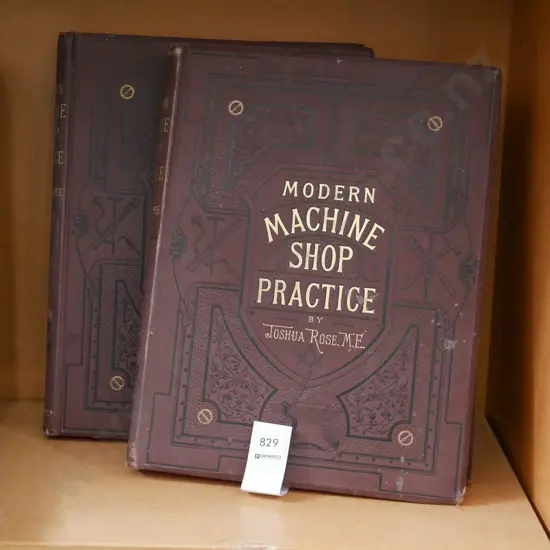 MODERN
MACHINE
SHOP
PRACTICE
BY
JOSHUA ROSE, M.E.
829